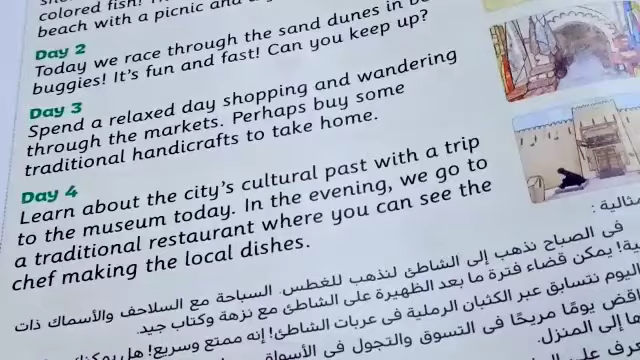 colored fish!
beach with a picnic and
Day 2
Today we race through the sand dunes in
buggies! It's fun and fast! Can you keep up?
Day 3
Spend a relaxed day shopping and wandering
through the markets. Perhaps buy some
traditional handicrafts to take home.
Day 4
Learn about the city's cultural past with a trip
to the museum today. In the evening, we go to
a traditional restaurant where you can see the
chef making the local dishes.
في الصباح نذهب إلى الشاطئ لنذهب للغطس. السباحة مع السلاحف والأسماك ذات
يمكن قضاء فترة ما بعد الظهيرة على الشاطئ مع نزهة وكتاب جيد.
اليوم نتسابق عبر الكثبان الرملية في عربات الشاطئ! إنه ممتع وسريع! هل
يومًا مريحًا في التسوق والتجول في الأسواق
إلى المنزل.